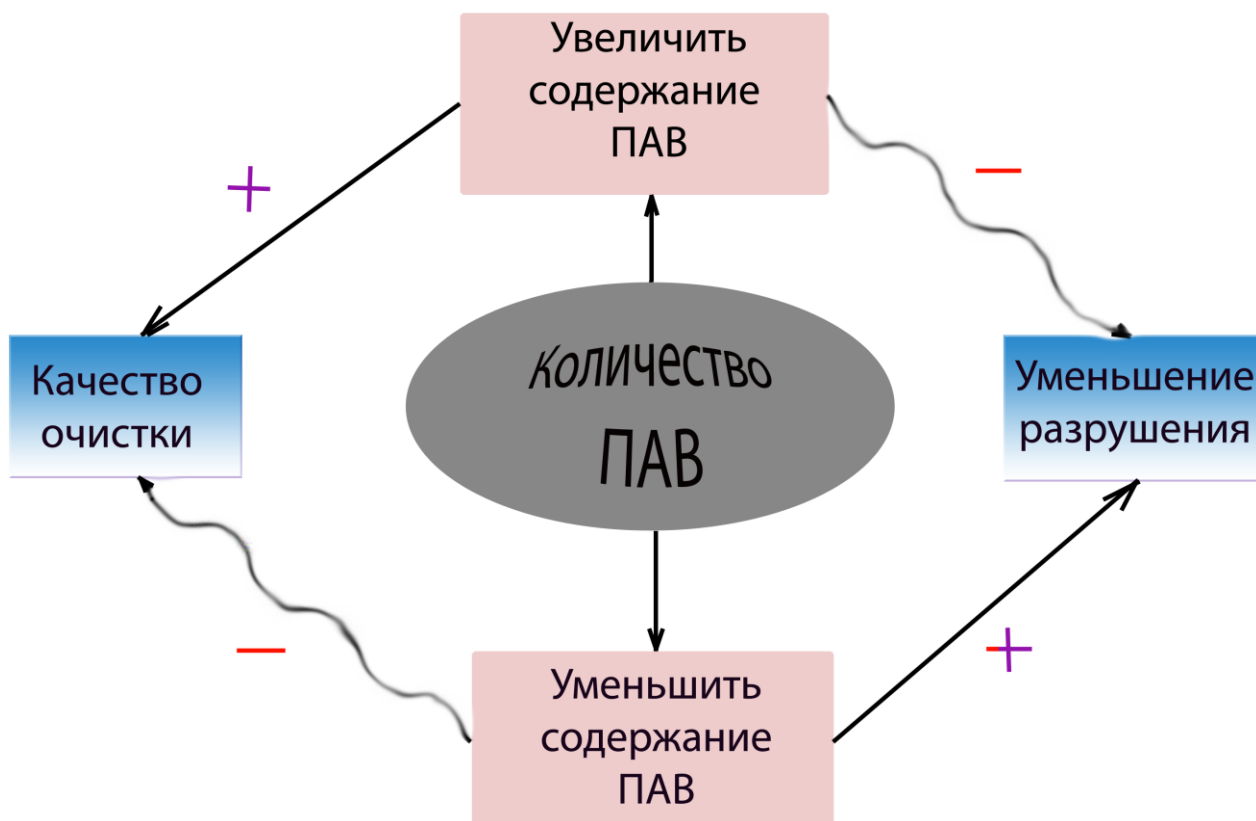 Увеличить
содержание
ПАВ
+
−
Количество
ПАВ
Качество
очистки
Уменьшение
разрушения
−
+
Уменьшить
содержание
ПАВ